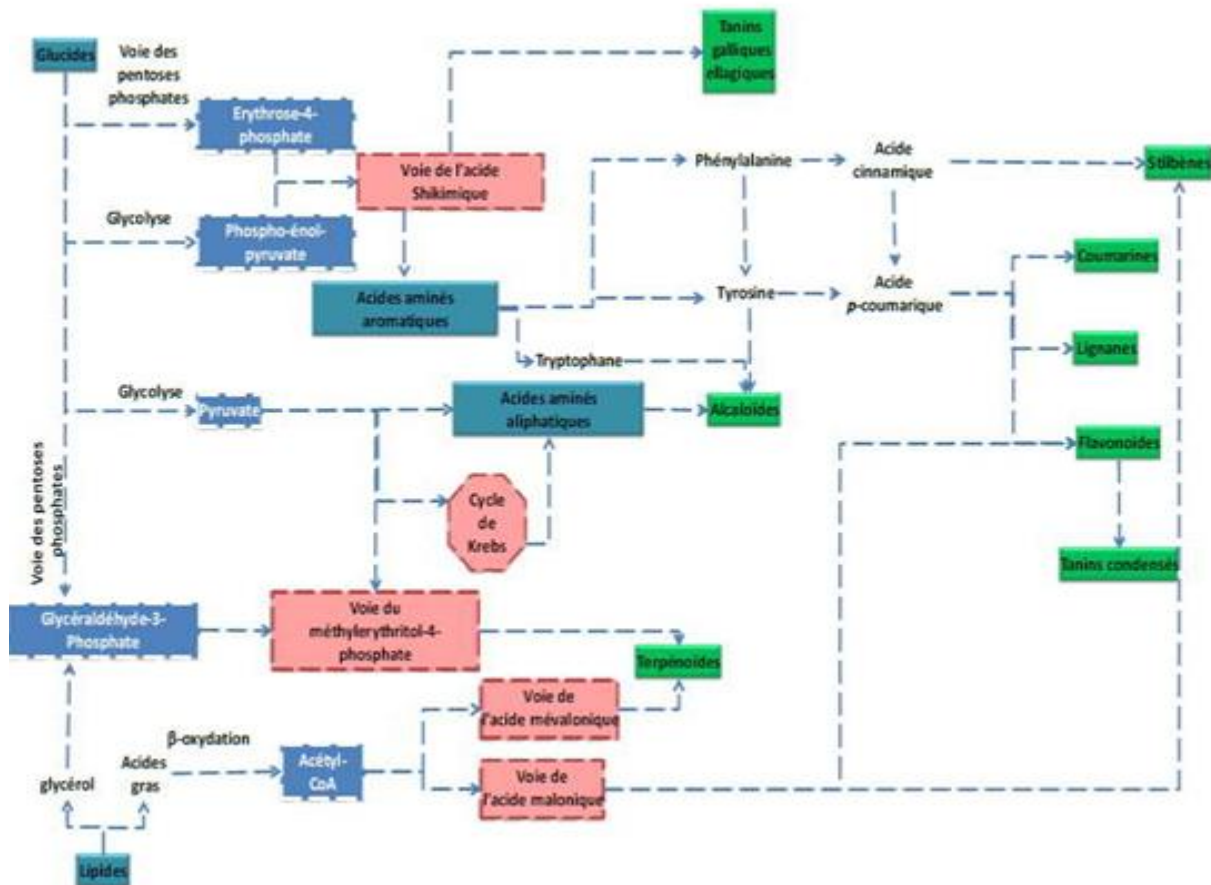 Glucides
Voie des
pentoses
phosphates
Tanins
galliques
ellagiques
Erythrose-4-
phosphate
Voie de l'acide
Shikimique
Phénylalanine
Acide
cinnamique
Stilbènes
Glycolyse
Phospho-énol-
pyruvate
Coumarines
Acides aminés
aromatiques
Tyrosine
Acide
p-coumarique
Lignanes
Tryptophane
Glycolyse
Pyruvate
Acides aminés
aliphatiques
Alcaloïdes
Flavonoïdes
Voie des pentoses
phosphates
Cycle
de
Krebs
Tanins condensés
Glycéraldéhyde-3-
Phosphate
Voie du
méthylerythritol-4-
phosphate
Terpénoïdes
Voie de
l'acide mévalonique
β-oxydation
glycérol
Acides
gras
Acétyl-
CoA
Voie de
l'acide malonique
Lipides